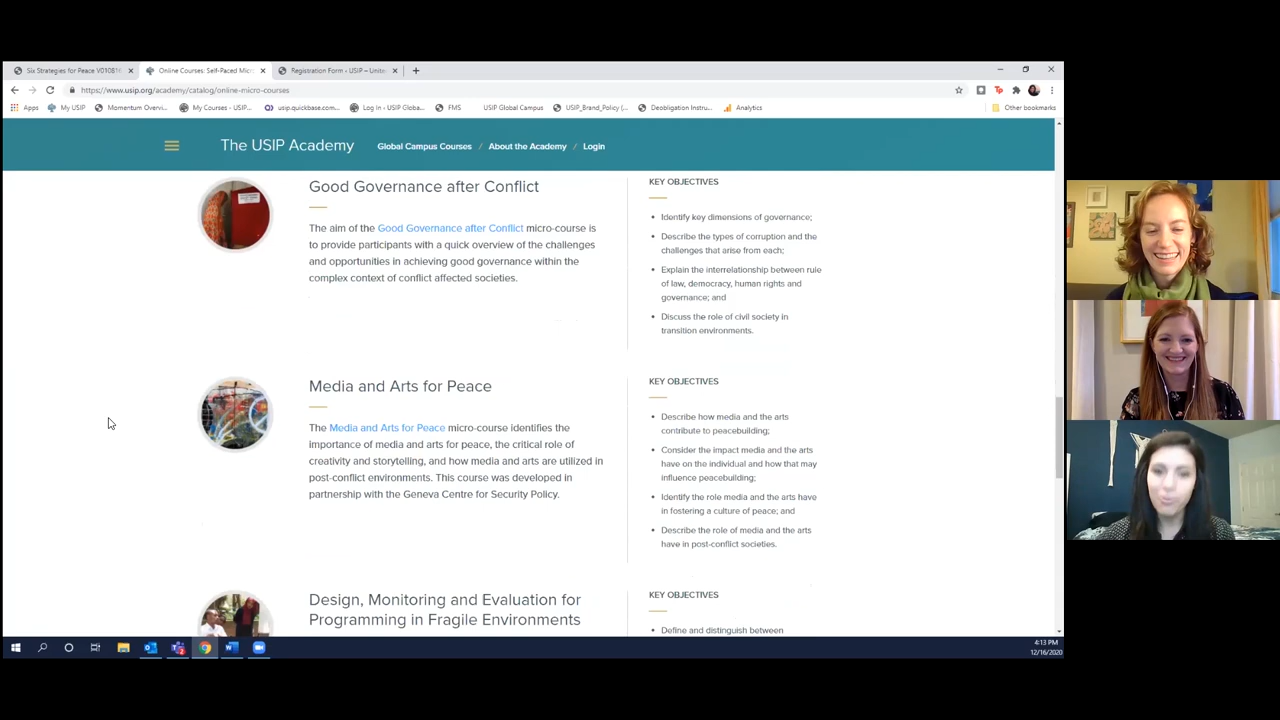 Six Strategies for Peace V01081
Online Courses: Self-Paced Micr
Registration Form ‹ USIP – Unite
https://www.usip.org/academy/catalog/online-micro-courses
Apps
My USIP
Momentum Overvi...
My Courses - USIP...
usip.quickbase.com...
Log In ‹ USIP Globa...
FMS
USIP Global Campus
USIP_Brand_Policy (...
Deobligation Instru...
Analytics
Other bookmarks
The USIP Academy
Global Campus Courses / About the Academy / Login
Good Governance after Conflict
The aim of the Good Governance after Conflict micro-course is
to provide participants with a quick overview of the challenges
and opportunities in achieving good governance within the
complex context of conflict affected societies.
KEY OBJECTIVES
• Identify key dimensions of governance;
• Describe the types of corruption and the
challenges that arise from each;
• Explain the interrelationship between rule
of law, democracy, human rights and
governance; and
• Discuss the role of civil society in
transition environments.
Media and Arts for Peace
The Media and Arts for Peace micro-course identifies the
importance of media and arts for peace, the critical role of
creativity and storytelling, and how media and arts are utilized in
post-conflict environments. This course was developed in
partnership with the Geneva Centre for Security Policy.
KEY OBJECTIVES
• Describe how media and the arts
contribute to peacebuilding;
• Consider the impact media and the arts
have on the individual and how that may
influence peacebuilding;
• Identify the role media and the arts have
in fostering a culture of peace; and
• Describe the role of media and the arts
have in post-conflict societies.
Design, Monitoring and Evaluation for
Programming in Fragile Environments
KEY OBJECTIVES
• Define and distinguish between
4:13 PM
12/16/2020